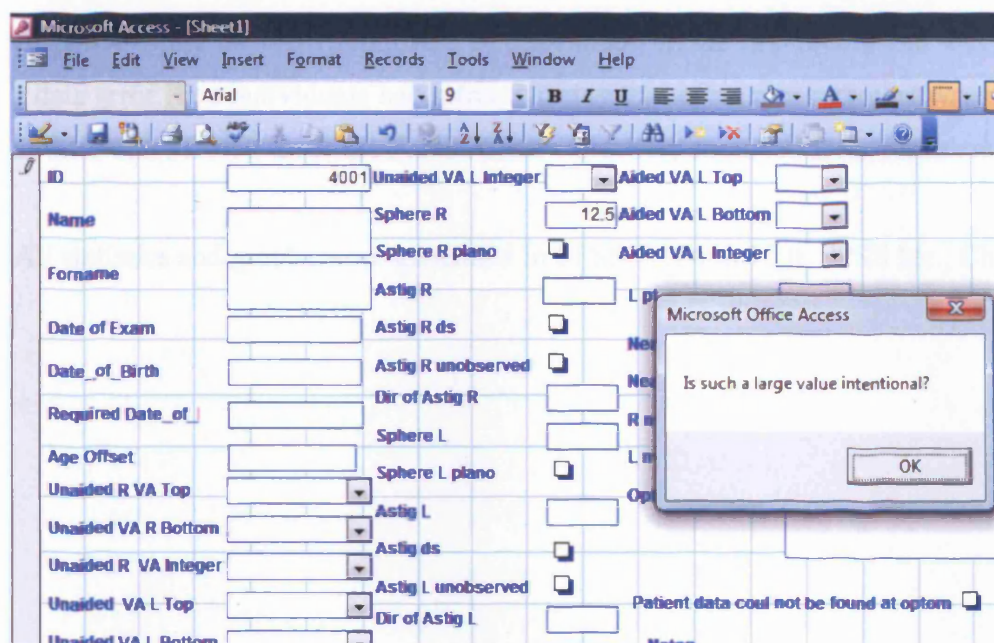 Microsoft Access - [Sheet1]
File Edit View Insert Format Records Tools Window Help
Arial 9 B I U
ID 4001 Unaided VA L Integer Aided VA L Top
Name Sphere R 12.5 Aided VA L Bottom
Sphere R plano Aided VA L Integer
Forname
Astig R L
Microsoft Office Access
Date of Exam Astig R ds
Date_of_Birth Astig R unobserved
Is such a large value intentional?
Dir of Astig R
Required Date_of_
Sphere L
Age Offset Sphere L plano
OK
Unaided R VA Top
Astig L
Unaided VA R Bottom
Astig ds
Unaided R VA Integer
Astig L unobserved
Unaided VA L Top Patient data coul not be found at optom
Dir of Astig L
Unaided VA L Bottom Notes